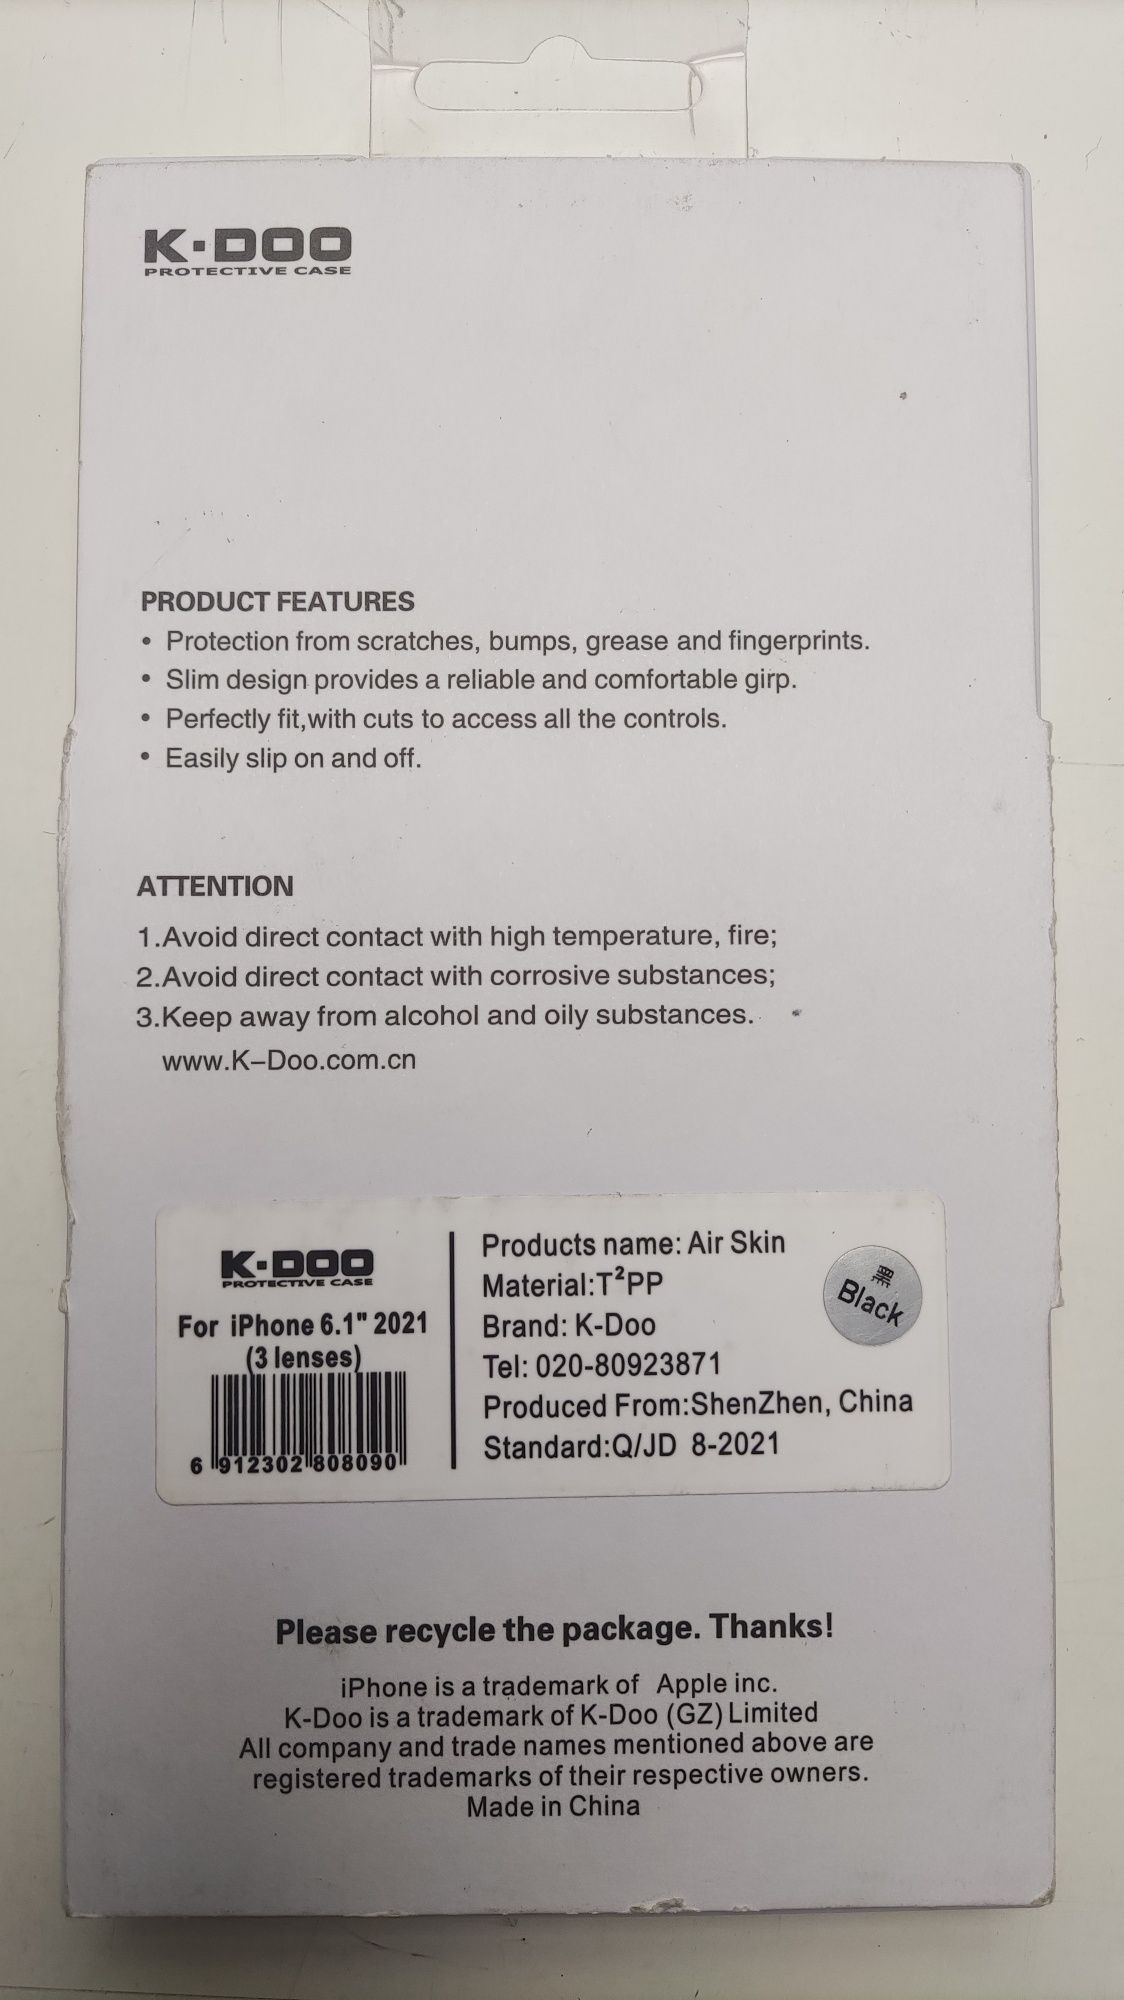 K·DOO
PROTECTIVE CASE
PRODUCT FEATURES
• Protection from scratches, bumps, grease and fingerprints.
• Slim design provides a reliable and comfortable girp.
• Perfectly fit,with cuts to access all the controls.
• Easily slip on and off.
ATTENTION
1.Avoid direct contact with high temperature, fire;
2.Avoid direct contact with corrosive substances;
3.Keep away from alcohol and oily substances.
www.K–Doo.com.cn
K·DOO
PROTECTIVE CASE
For iPhone 6.1" 2021
(3 lenses)
6 912302 808090
Products name: Air Skin
Material:T²PP
Brand: K-Doo
Tel: 020-80923871
Produced From:ShenZhen, China
Standard:Q/JD 8-2021
黑
Black
Please recycle the package. Thanks!
iPhone is a trademark of Apple inc.
K-Doo is a trademark of K-Doo (GZ) Limited
All company and trade names mentioned above are
registered trademarks of their respective owners.
Made in China